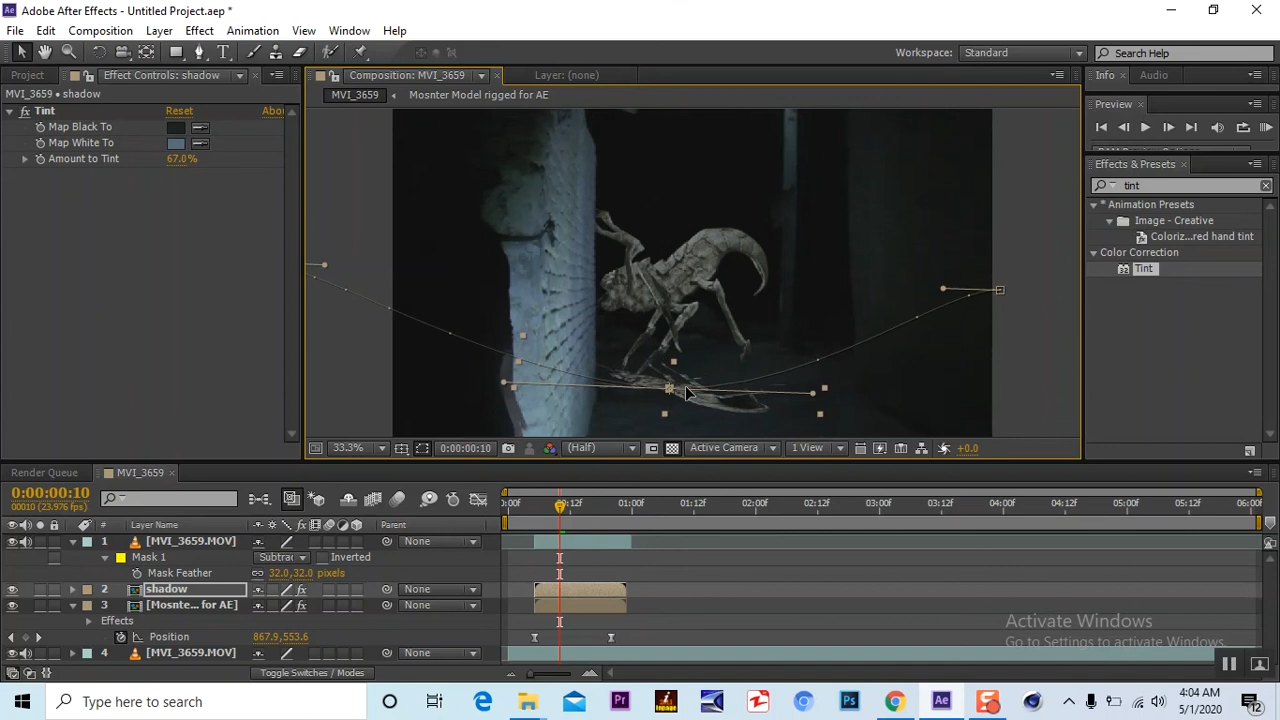 Adobe After Effects - Untitled Project.aep *
File Edit Composition Layer Effect Animation View Window Help
Workspace: Standard Search Help
Project Effect Controls: shadow Composition: MVI_3659 Layer: (none) Info Audio
MVI_3659 • shadow MVI_3659 Mosnter Model rigged for AE
Tint Reset Abou
Map Black To
Map White To
Amount to Tint 67.0%
Preview
Effects & Presets
tint
* Animation Presets
Image - Creative
Coloriz...red hand tint
Color Correction
Tint
33.3% 0:00:00:10 (Half) Active Camera 1 View +0.0
Render Queue MVI_3659
0:00:00:10
00010 (23.976 fps)
0:00f 00:12f 01:00f 01:12f 02:00f 02:12f 03:00f 03:12f 04:00f 04:12f 05:00f 05:12f 06:00
# Layer Name Parent
1 [MVI_3659.MOV] None
Mask 1 Subtrac Inverted
Mask Feather 32.0,32.0 pixels
2 shadow None
3 [Mosnte... for AE] None
Effects
Position 867.9,553.6
4 [MVI_3659.MOV] None
Toggle Switches / Modes
Activate Windows
Go to Settings to activate Windows.
Type here to search
4:04 AM
5/1/2020
12